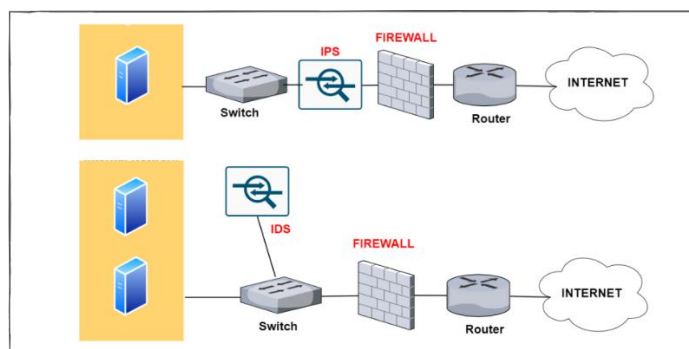 IPS
FIREWALL
INTERNET
Switch
Router
IDS
FIREWALL
INTERNET
Switch
Router